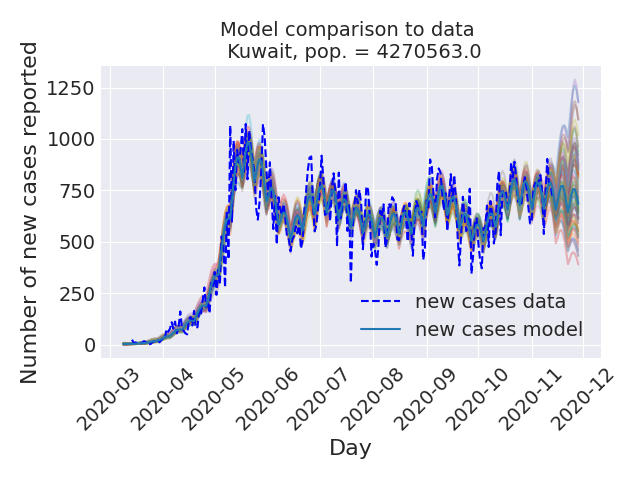 Model comparison to data
Kuwait, pop. = 4270563.0
Number of new cases reported
1250
1000
750
500
250
0
new cases data
new cases model
2020-03
2020-04
2020-05
2020-06
2020-07
2020-08
2020-09
2020-10
2020-11
2020-12
Day